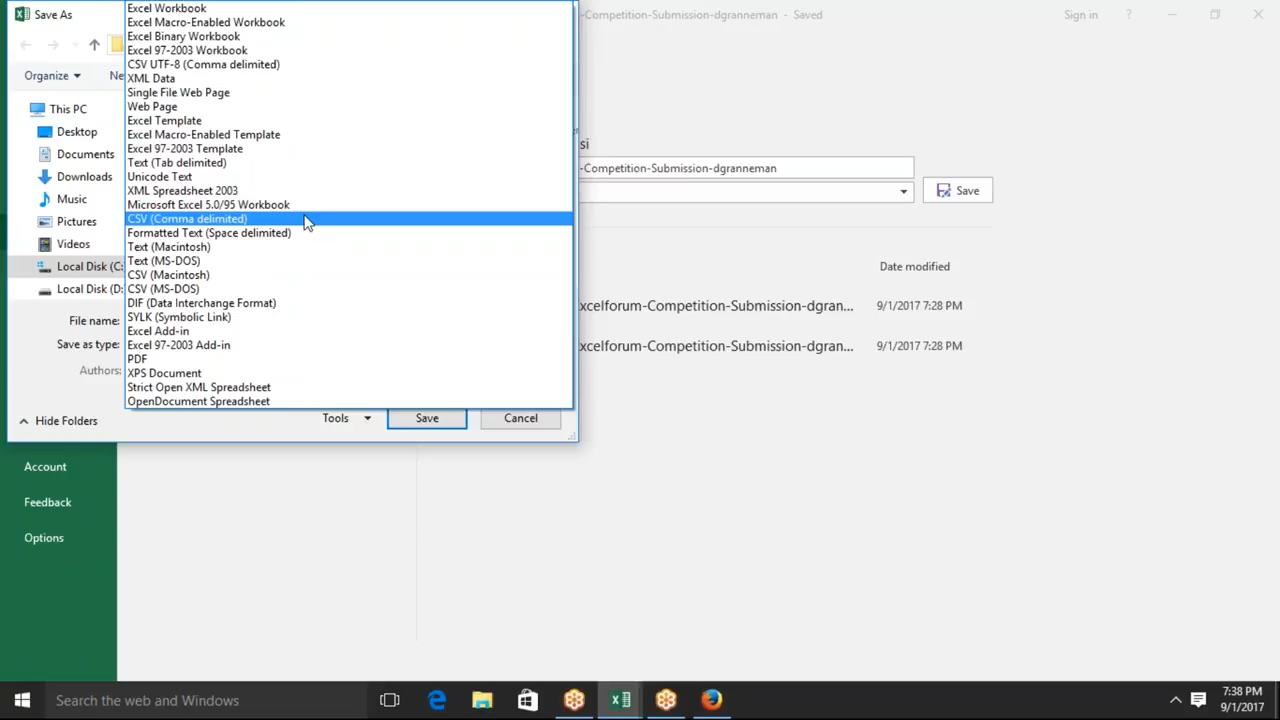 Save As
-Competition-Submission-dgranneman - Saved
Sign in
?
Organize
Ne
This PC
Desktop
Documents
Downloads
Music
Pictures
Videos
Local Disk (C:
Local Disk (D:
File name:
Save as type:
Authors:
Hide Folders
Excel Workbook
Excel Macro-Enabled Workbook
Excel Binary Workbook
Excel 97-2003 Workbook
CSV UTF-8 (Comma delimited)
XML Data
Single File Web Page
Web Page
Excel Template
Excel Macro-Enabled Template
Excel 97-2003 Template
Text (Tab delimited)
Unicode Text
XML Spreadsheet 2003
Microsoft Excel 5.0/95 Workbook
CSV (Comma delimited)
Formatted Text (Space delimited)
Text (Macintosh)
Text (MS-DOS)
CSV (Macintosh)
CSV (MS-DOS)
DIF (Data Interchange Format)
SYLK (Symbolic Link)
Excel Add-in
Excel 97-2003 Add-in
PDF
XPS Document
Strict Open XML Spreadsheet
OpenDocument Spreadsheet
Tools
Save
Cancel
si
-Competition-Submission-dgranneman
Save
Date modified
xcelforum-Competition-Submission-dgran... 9/1/2017 7:28 PM
xcelforum-Competition-Submission-dgran... 9/1/2017 7:28 PM
Account
Feedback
Options
Search the web and Windows
7:38 PM
9/1/2017